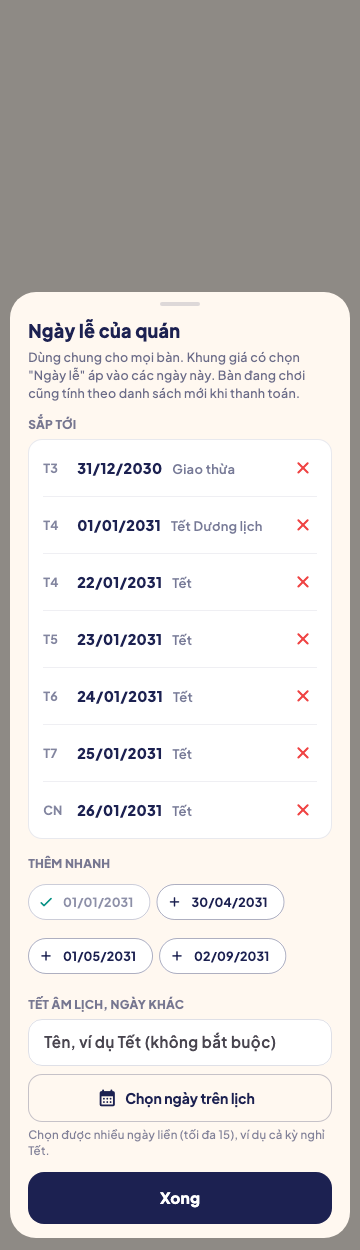 Ngày lễ của quán
Dùng chung cho mọi bàn. Khung giá có chọn
"Ngày lễ" áp vào các ngày này. Bàn đang chơi
cũng tính theo danh sách mới khi thanh toán.
SẮP TỚI
T3 31/12/2030 Giao thừa
T4 01/01/2031 Tết Dương lịch
T4 22/01/2031 Tết
T5 23/01/2031 Tết
T6 24/01/2031 Tết
T7 25/01/2031 Tết
CN 26/01/2031 Tết
THÊM NHANH
01/01/2031 + 30/04/2031
+ 01/05/2031 + 02/09/2031
TẾT ÂM LỊCH, NGÀY KHÁC
Tên, ví dụ Tết (không bắt buộc)
Chọn ngày trên lịch
Chọn được nhiều ngày liền (tối đa 15), ví dụ cả kỳ nghỉ
Tết.
Xong